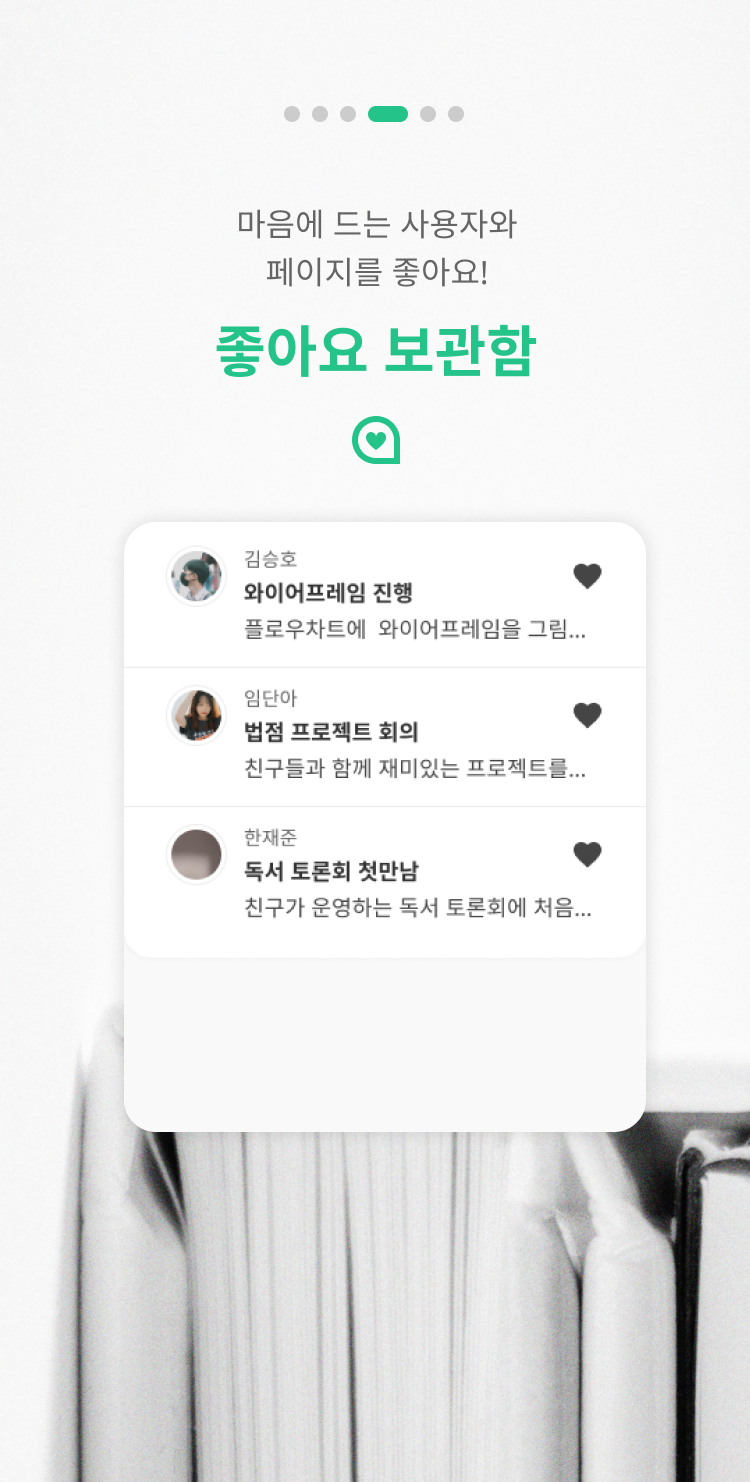 마음에 드는 사용자와
페이지를 좋아요!
좋아요 보관함
김승호
와이어프레임 진행
플로우차트에 와이어프레임을 그림...
임단아
법점 프로젝트 회의
친구들과 함께 재미있는 프로젝트를...
한재준
독서 토론회 첫만남
친구가 운영하는 독서 토론회에 처음...